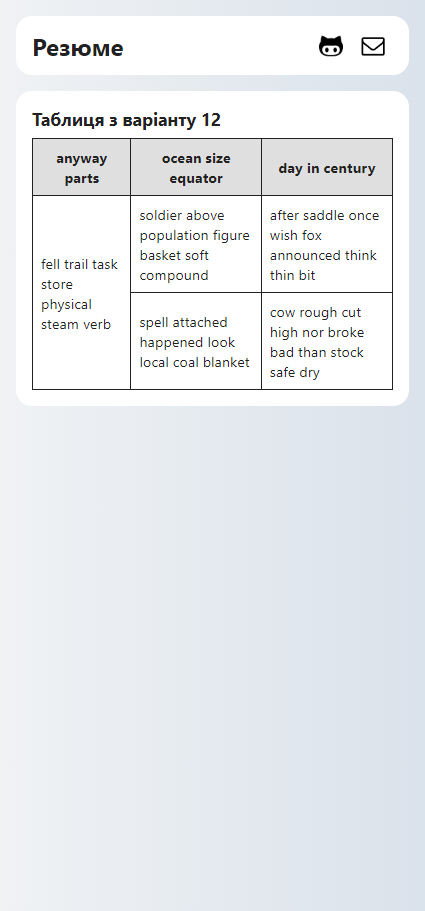 Резюме
Таблиця з варіанту 12
anyway
parts
ocean size
equator
day in century
fell trail task
store
physical
steam verb
soldier above
population figure
basket soft
compound
after saddle once
wish fox
announced think
thin bit
spell attached
happened look
local coal blanket
cow rough cut
high nor broke
bad than stock
safe dry